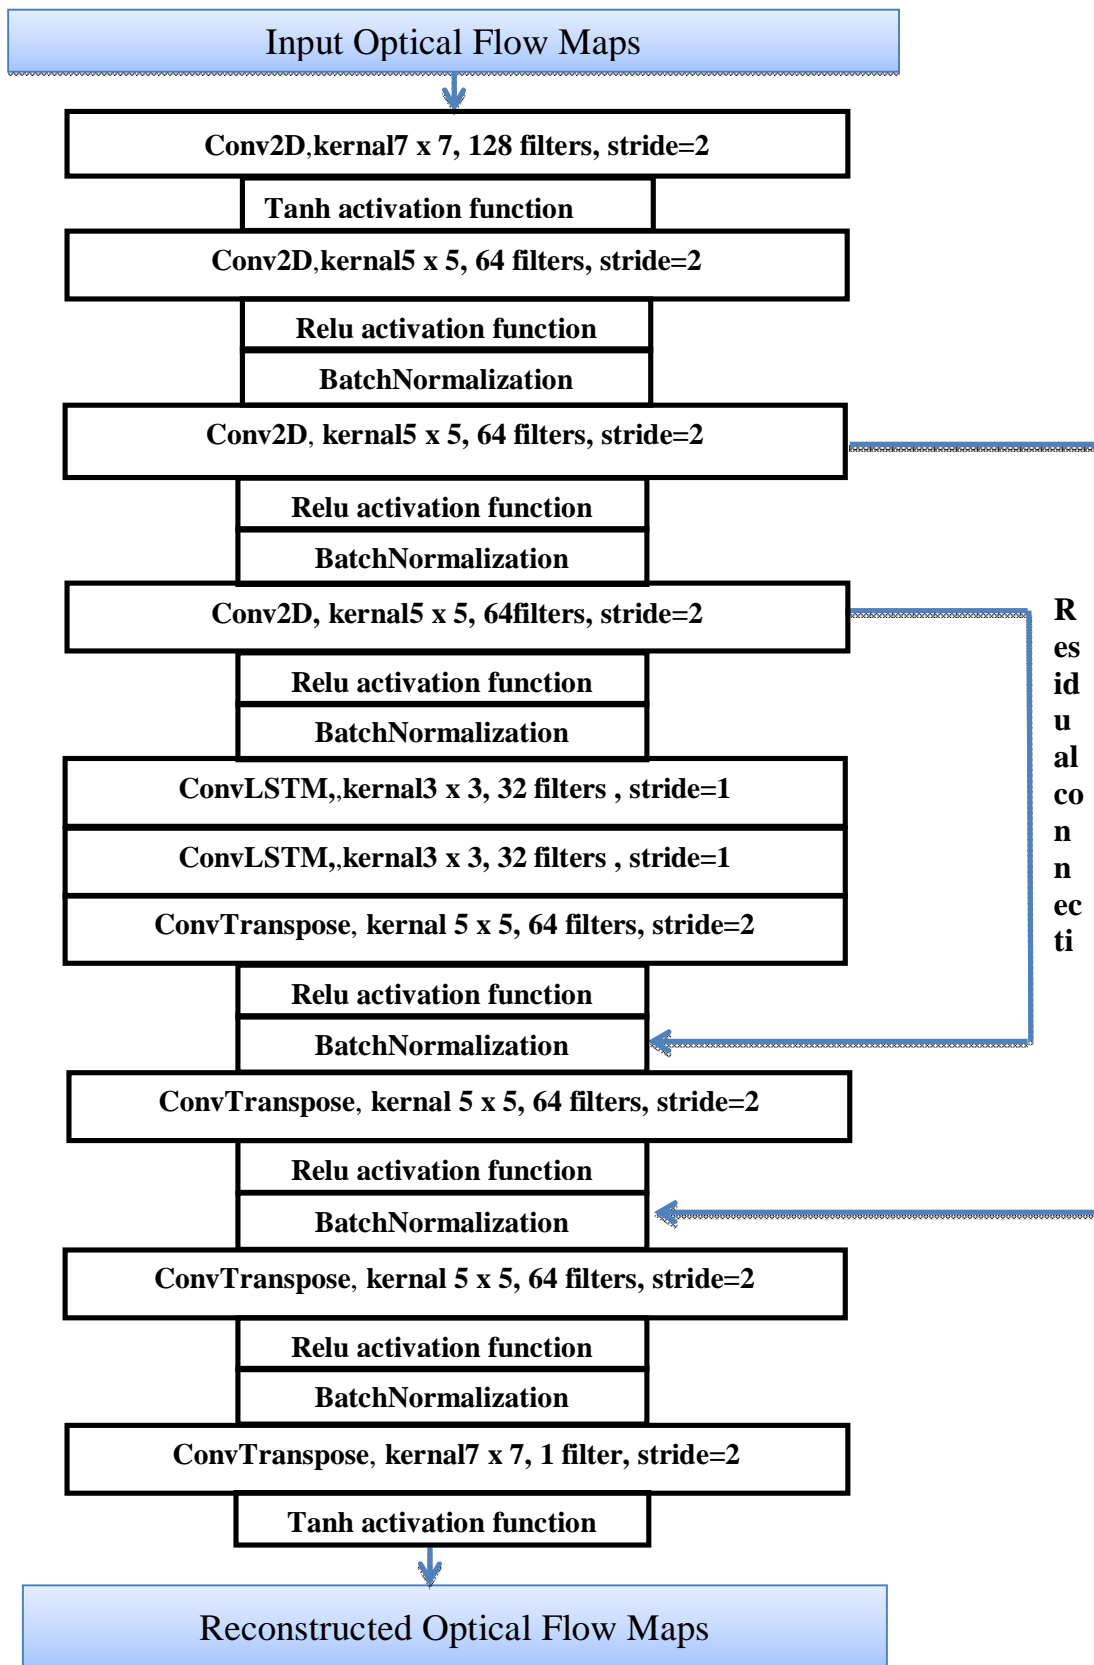 Input Optical Flow Maps
Conv2D,kernal7 x 7, 128 filters, stride=2
Tanh activation function
Conv2D,kernal5 x 5, 64 filters, stride=2
Relu activation function
BatchNormalization
Conv2D, kernal5 x 5, 64 filters, stride=2
Relu activation function
BatchNormalization
Conv2D, kernal5 x 5, 64filters, stride=2
Relu activation function
BatchNormalization
ConvLSTM,,kernal3 x 3, 32 filters , stride=1
ConvLSTM,,kernal3 x 3, 32 filters , stride=1
ConvTranspose, kernal 5 x 5, 64 filters, stride=2
Relu activation function
BatchNormalization
ConvTranspose, kernal 5 x 5, 64 filters, stride=2
Relu activation function
BatchNormalization
ConvTranspose, kernal 5 x 5, 64 filters, stride=2
Relu activation function
BatchNormalization
ConvTranspose, kernal7 x 7, 1 filter, stride=2
Tanh activation function
Reconstructed Optical Flow Maps
R
es
id
u
al
co
n
n
ec
ti